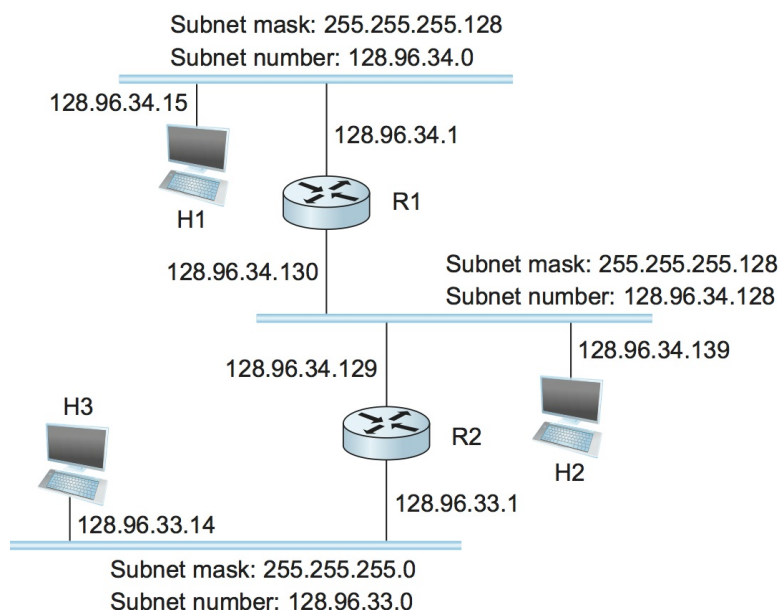 Subnet mask: 255.255.255.128
Subnet number: 128.96.34.0
128.96.34.15
128.96.34.1
H1
R1
128.96.34.130
Subnet mask: 255.255.255.128
Subnet number: 128.96.34.128
128.96.34.129
128.96.34.139
H3
R2
H2
128.96.33.14
128.96.33.1
Subnet mask: 255.255.255.0
Subnet number: 128.96.33.0